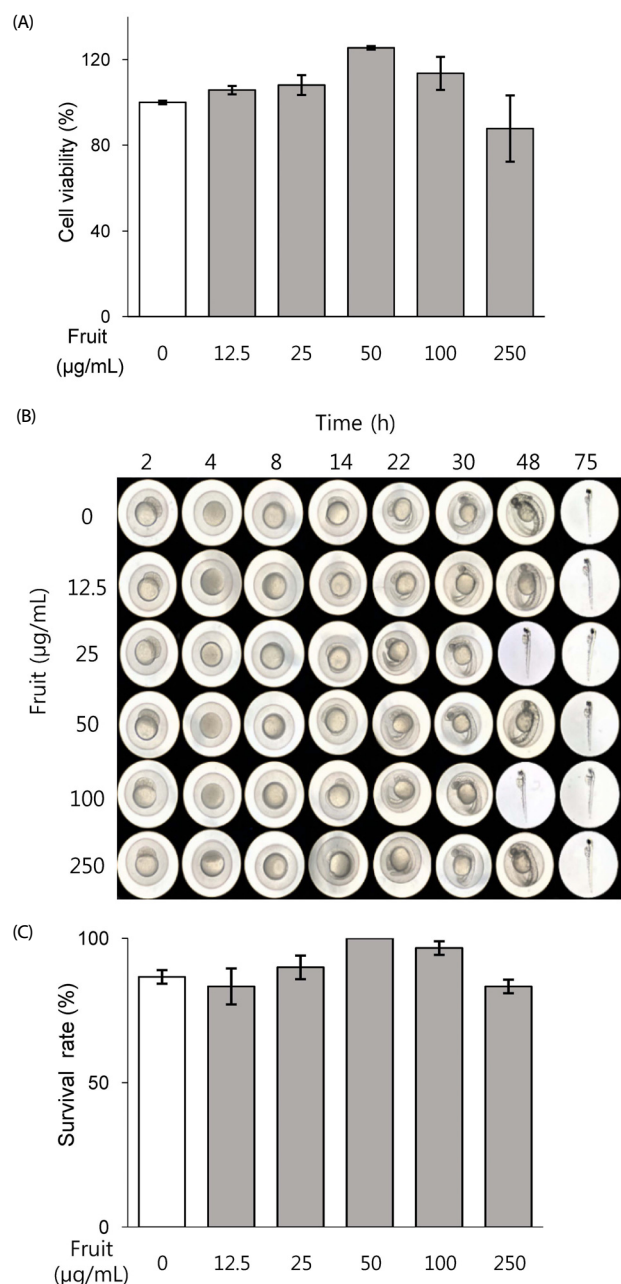 (A)
Cell viability (%)
120
80
40
0
Fruit
(µg/mL)
0 12.5 25 50 100 250
(B)
Time (h)
2 4 8 14 22 30 48 75
Fruit (µg/mL)
0
12.5
25
50
100
250
(C)
Survival rate (%)
100
50
0
Fruit
(µg/mL)
0 12.5 25 50 100 250